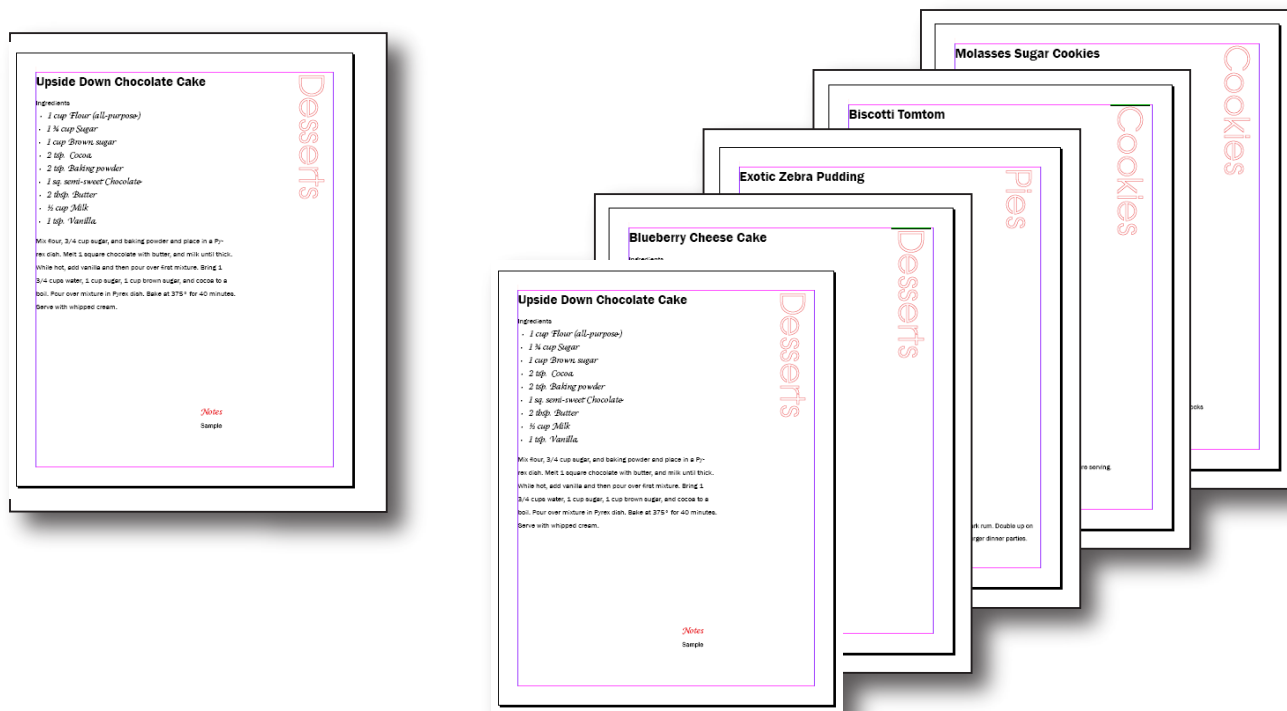 Upside Down Chocolate Cake
Desserts
Ingredients
• 1 cup Flour (all-purpose)
• 1 ¾ cup Sugar
• 1 cup Brown sugar
• 2 tsp. Cocoa
• 2 tsp. Baking powder
• 1 sq. semi-sweet Chocolate
• 2 tbsp. Butter
• ½ cup Milk
• 1 tsp. Vanilla
Mix flour, 3/4 cup sugar, and baking powder and place in a Py-
rex dish. Melt 1 square chocolate with butter, and milk until thick.
While hot, add vanilla and then pour over first mixture. Bring 1
3/4 cups water, 1 cup sugar, 1 cup brown sugar, and cocoa to a
boil. Pour over mixture in Pyrex dish. Bake at 375° for 40 minutes.
Serve with whipped cream.
Notes
Sample
Molasses Sugar Cookies
Cookies
ooks
Biscotti Tomtom
Cookies
re serving.
Exotic Zebra Pudding
Pies
ark rum. Double up on
arger dinner parties.
Blueberry Cheese Cake
Desserts
Ingredients
Upside Down Chocolate Cake
Desserts
Ingredients
• 1 cup Flour (all-purpose)
• 1 ¾ cup Sugar
• 1 cup Brown sugar
• 2 tsp. Cocoa
• 2 tsp. Baking powder
• 1 sq. semi-sweet Chocolate
• 2 tbsp. Butter
• ½ cup Milk
• 1 tsp. Vanilla
Mix flour, 3/4 cup sugar, and baking powder and place in a Py-
rex dish. Melt 1 square chocolate with butter, and milk until thick.
While hot, add vanilla and then pour over first mixture. Bring 1
3/4 cups water, 1 cup sugar, 1 cup brown sugar, and cocoa to a
boil. Pour over mixture in Pyrex dish. Bake at 375° for 40 minutes.
Serve with whipped cream.
Notes
Sample